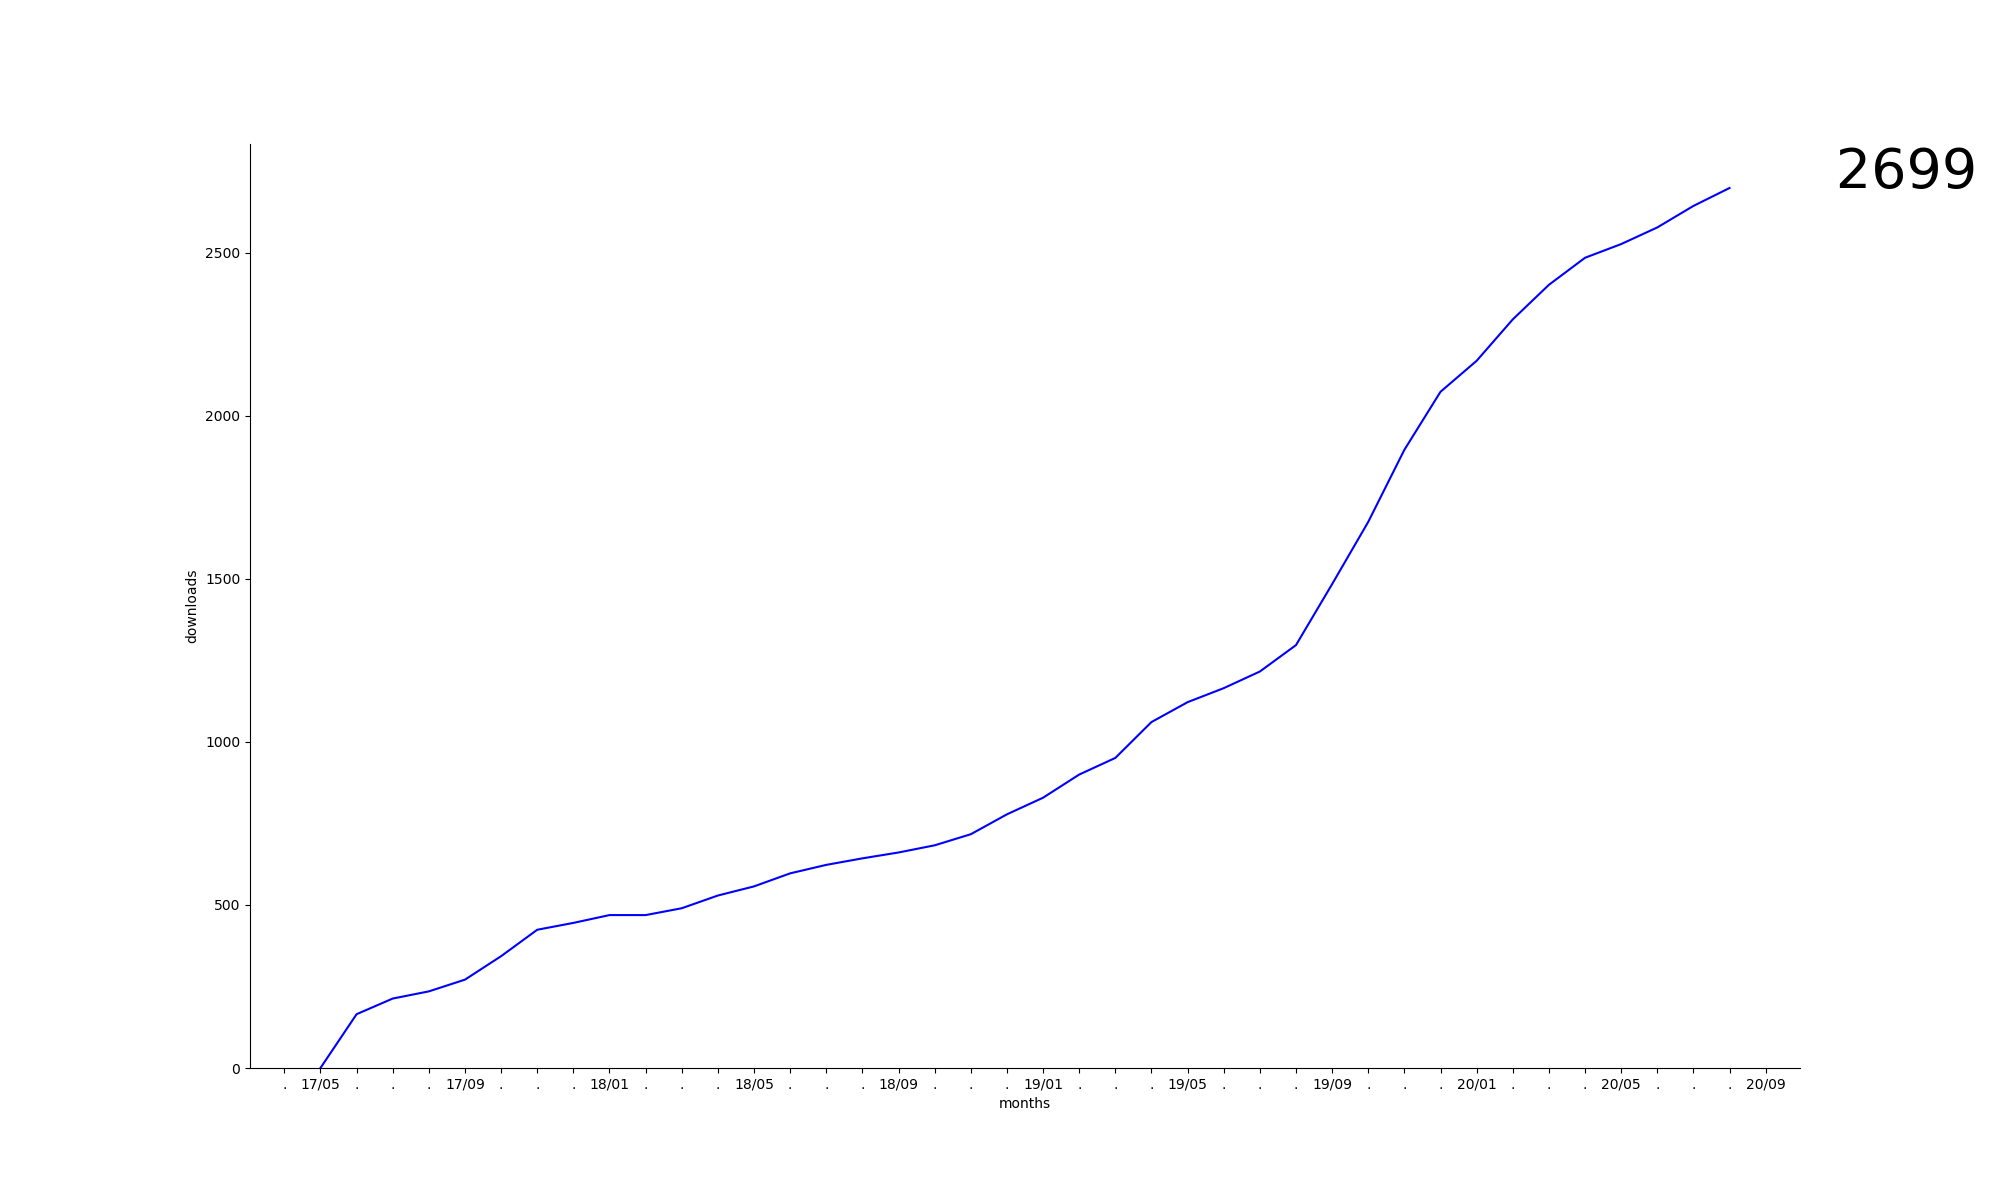 2699
2500
2000
1500
1000
500
0
downloads
. 17/05 . . . 17/09 . . . 18/01 . . . 18/05 . . . 18/09 . . . 19/01 . . . 19/05 . . . 19/09 . . . 20/01 . . . 20/05 . . . 20/09
months